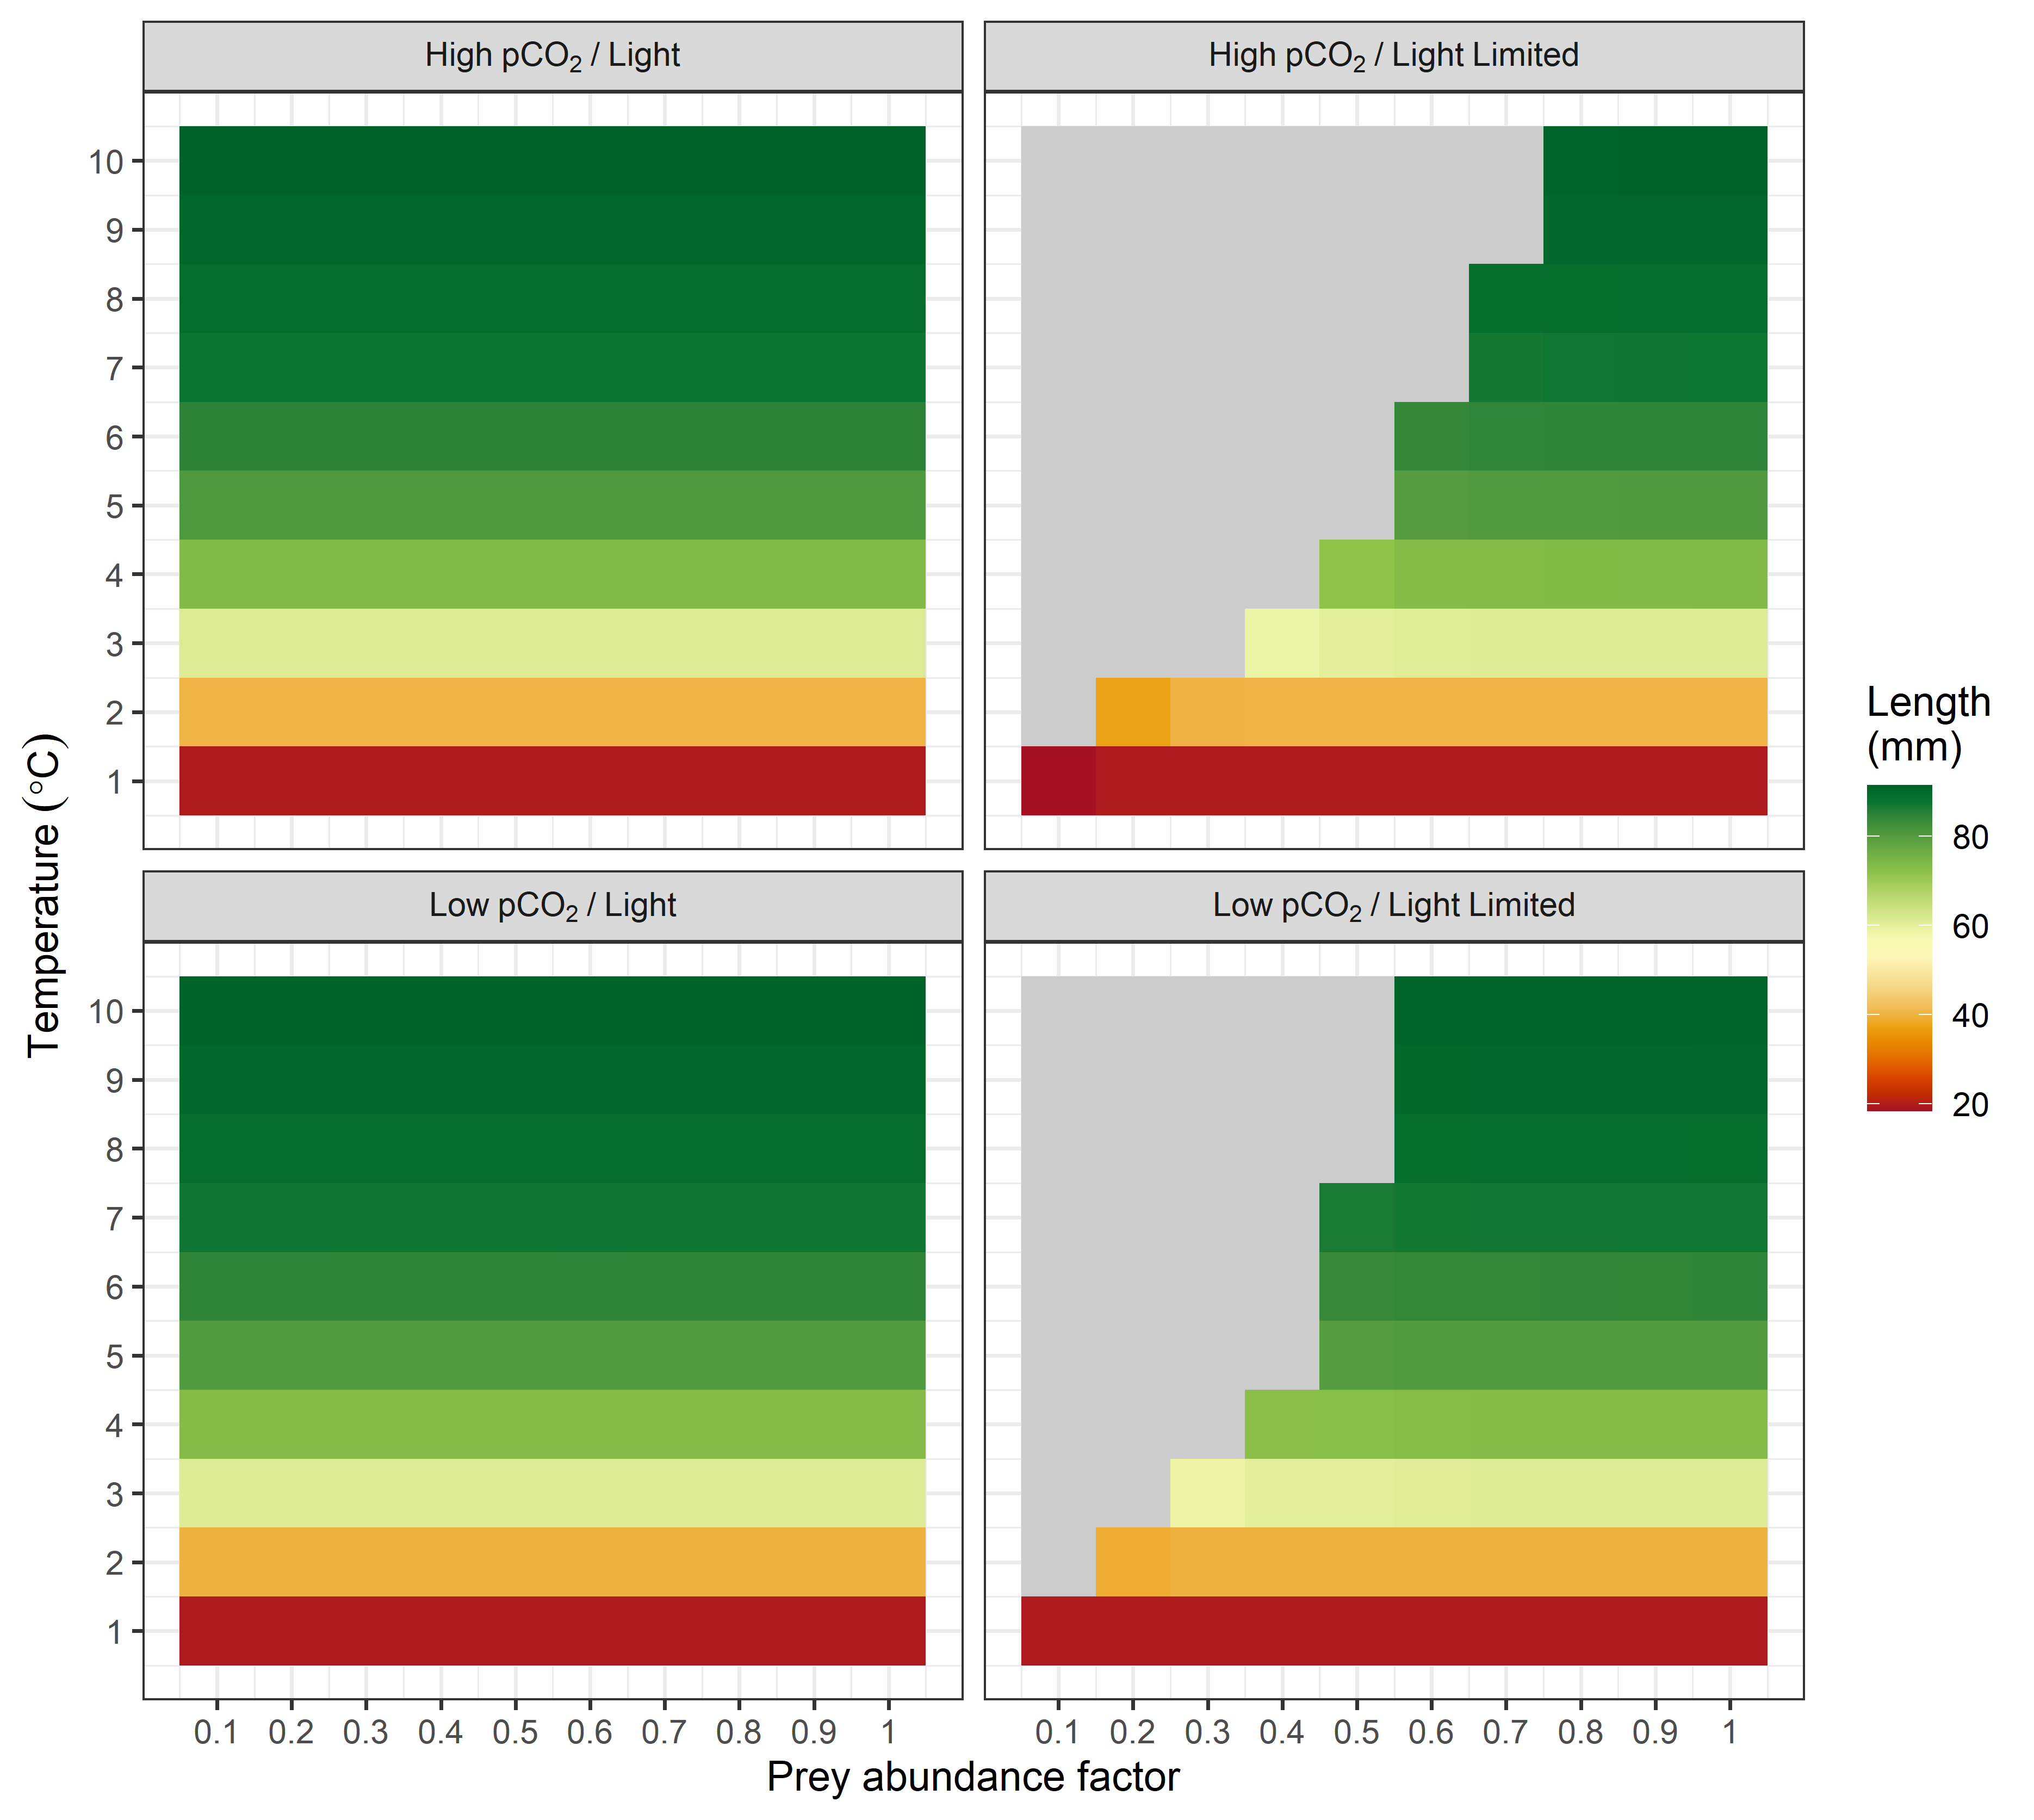 High pCO₂ / Light
High pCO₂ / Light Limited
10
9
8
7
6
5
4
3
2
1
Low pCO₂ / Light
Low pCO₂ / Light Limited
10
9
8
7
6
5
4
3
2
1
0.1 0.2 0.3 0.4 0.5 0.6 0.7 0.8 0.9 1
0.1 0.2 0.3 0.4 0.5 0.6 0.7 0.8 0.9 1
Prey abundance factor
Temperature (°C)
Length
(mm)
80
60
40
20